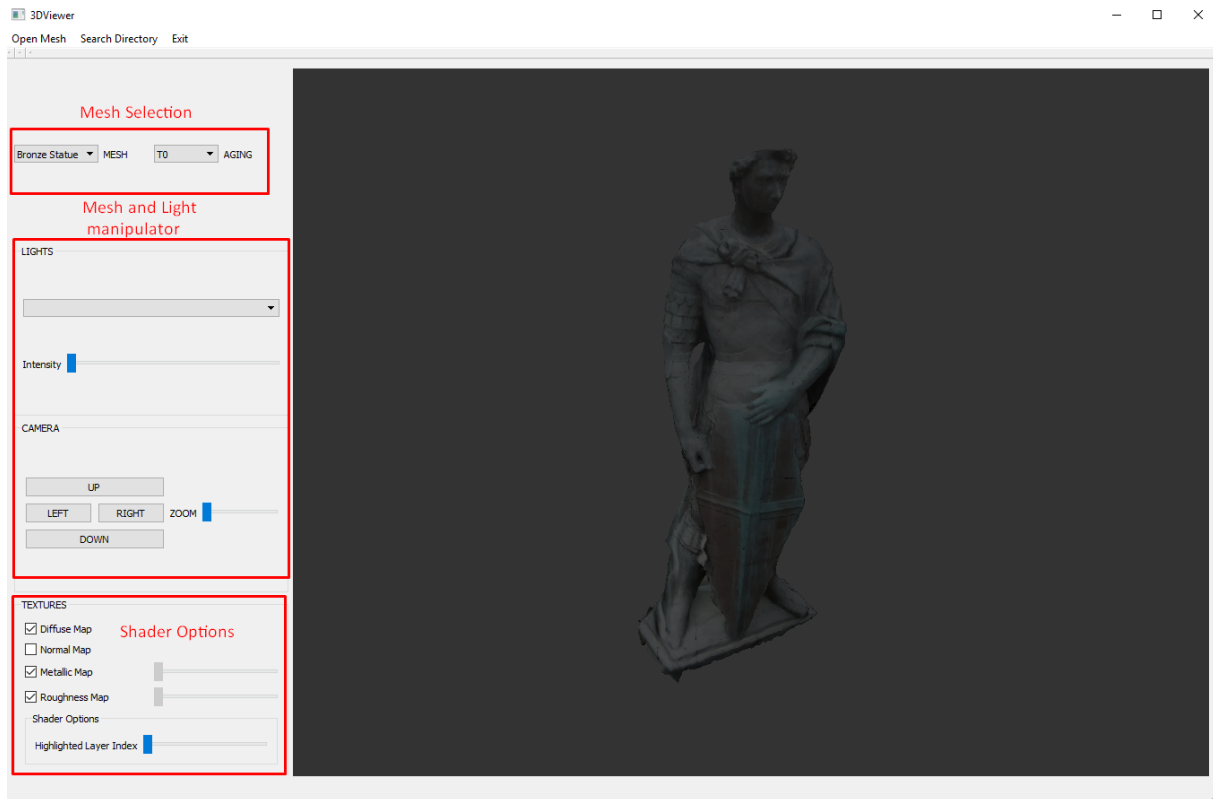 3DViewer
Open Mesh Search Directory Exit
Mesh Selection
Bronze Statue MESH T0 AGING
Mesh and Light
manipulator
LIGHTS
Intensity
CAMERA
UP
LEFT RIGHT ZOOM
DOWN
TEXTURES
Diffuse Map
Shader Options
Normal Map
Metallic Map
Roughness Map
Shader Options
Highlighted Layer Index